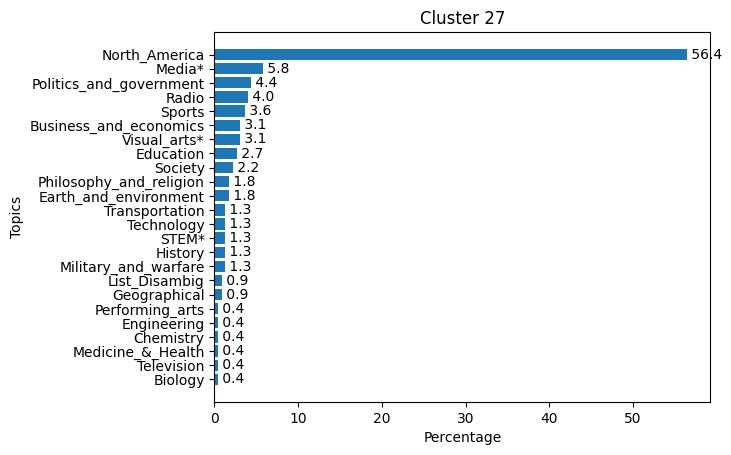 Cluster 27
North_America 56.4
Media* 5.8
Politics_and_government 4.4
Radio 4.0
Sports 3.6
Business_and_economics 3.1
Visual_arts* 3.1
Education 2.7
Society 2.2
Philosophy_and_religion 1.8
Earth_and_environment 1.8
Transportation 1.3
Technology 1.3
STEM* 1.3
History 1.3
Military_and_warfare 1.3
List_Disambig 0.9
Geographical 0.9
Performing_arts 0.4
Engineering 0.4
Chemistry 0.4
Medicine_&_Health 0.4
Television 0.4
Biology 0.4
Topics
0 10 20 30 40 50
Percentage